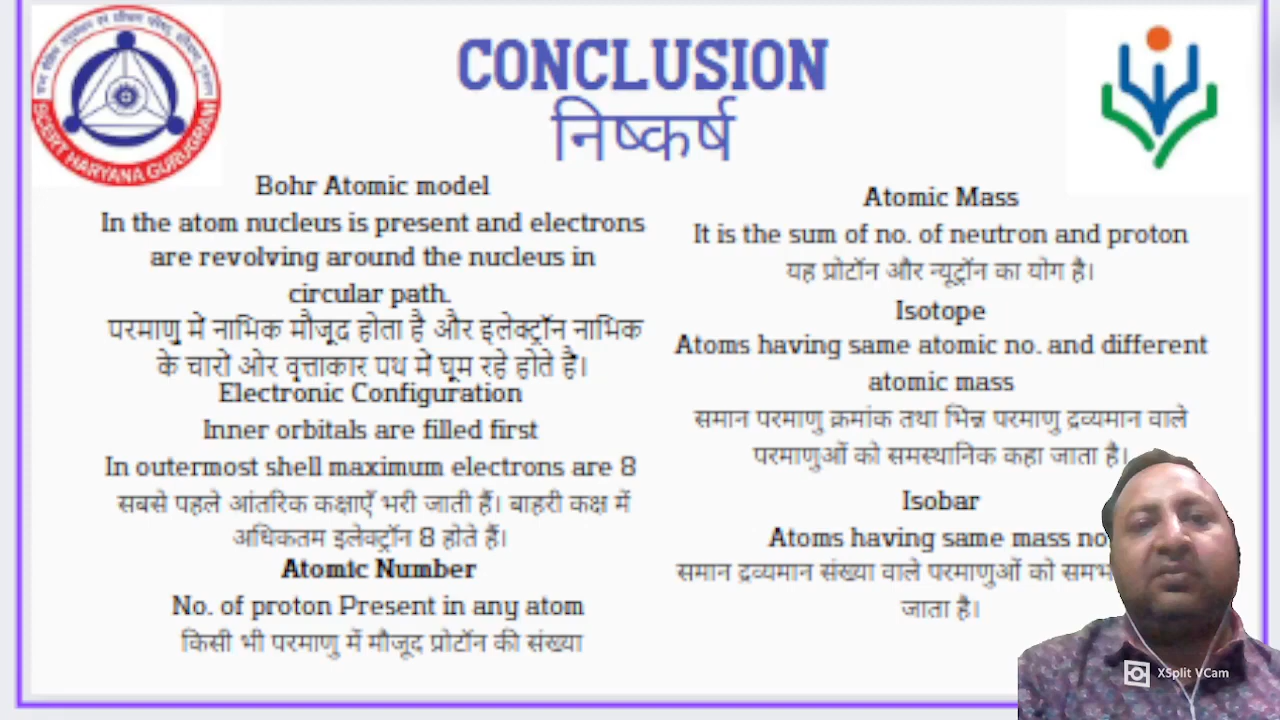 CONCLUSION
निष्कर्ष
SCERT HARYANA GURUGRAM
Bohr Atomic model
In the atom nucleus is present and electrons
are revolving around the nucleus in
circular path.
परमाणु में नाभिक मौजूद होता है और इलेक्ट्रॉन नाभिक
के चारो ओर वृत्ताकार पथ में घूम रहे होते है।
Electronic Configuration
Inner orbitals are filled first
In outermost shell maximum electrons are 8
सबसे पहले आंतरिक कक्षाएँ भरी जाती हैं। बाहरी कक्ष में
अधिकतम इलेक्ट्रॉन 8 होते हैं।
Atomic Number
No. of proton Present in any atom
किसी भी परमाणु में मौजूद प्रोटॉन की संख्या
Atomic Mass
It is the sum of no. of neutron and proton
यह प्रोटॉन और न्यूट्रॉन का योग है।
Isotope
Atoms having same atomic no. and different
atomic mass
समान परमाणु क्रमांक तथा भिन्न परमाणु द्रव्यमान वाले
परमाणुओं को समस्थानिक कहा जाता है।
Isobar
Atoms having same mass no
समान द्रव्यमान संख्या वाले परमाणुओं को
जाता है।
XSplit VCam